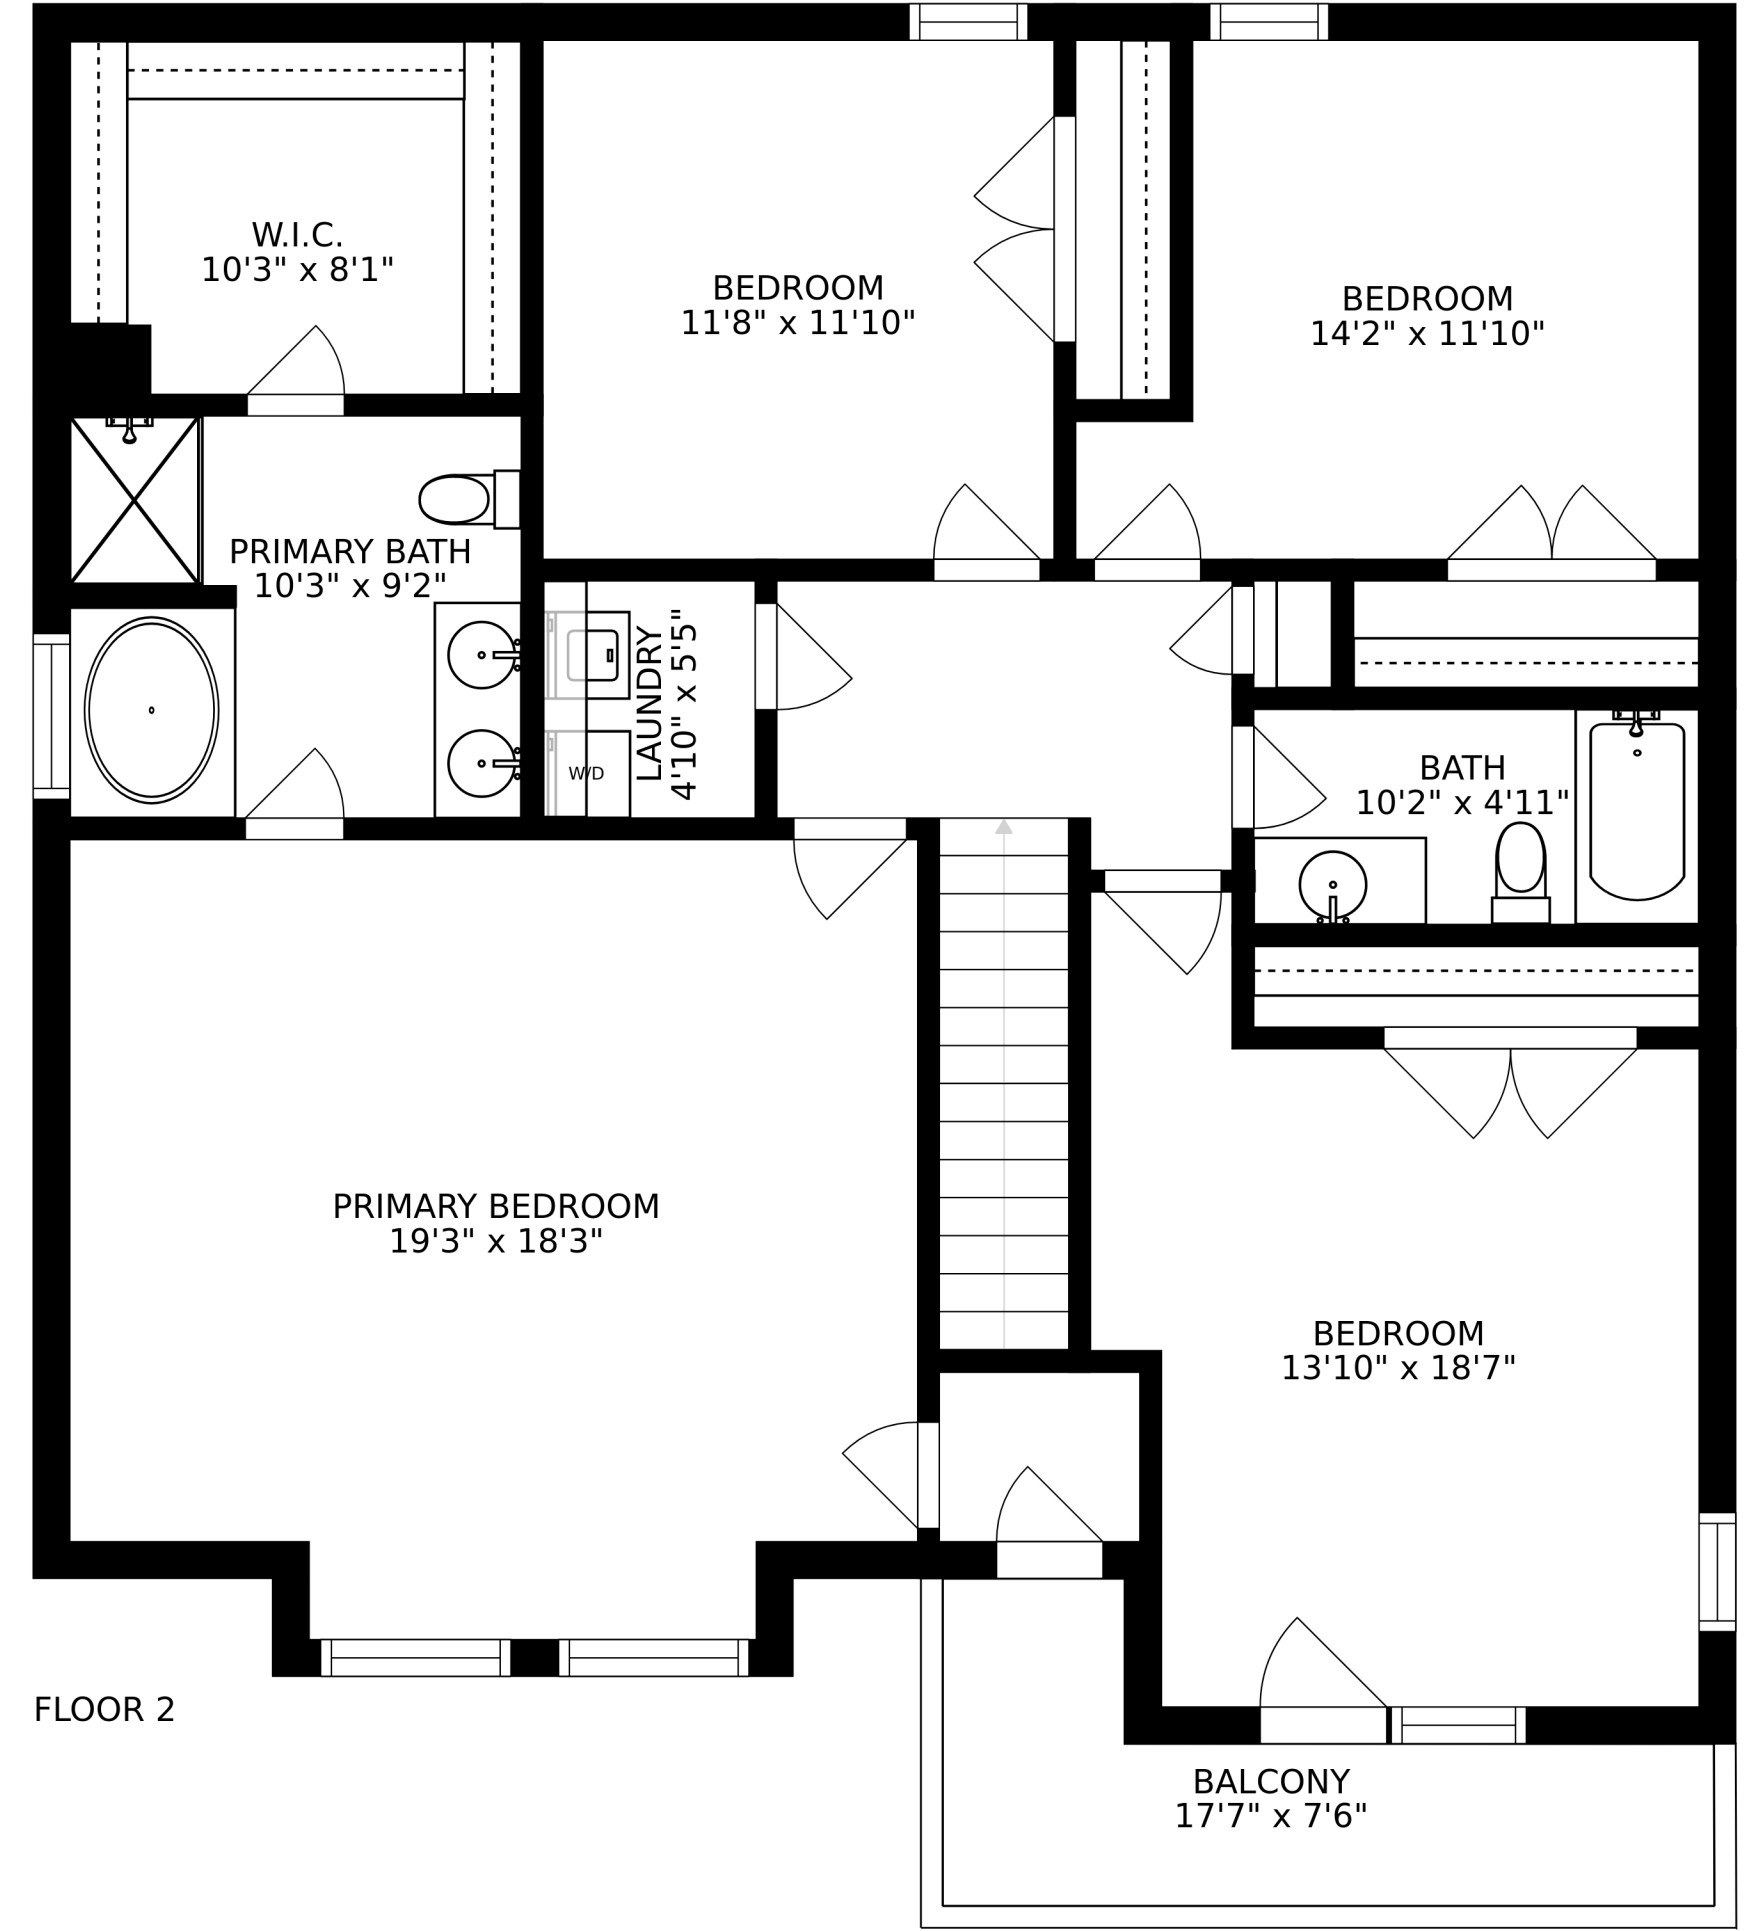 W.I.C.
10'3" x 8'1"
BEDROOM
11'8" x 11'10"
BEDROOM
14'2" x 11'10"
PRIMARY BATH
10'3" x 9'2"
LAUNDRY
4'10" x 5'5"
W/D
BATH
10'2" x 4'11"
PRIMARY BEDROOM
19'3" x 18'3"
BEDROOM
13'10" x 18'7"
FLOOR 2
BALCONY
17'7" x 7'6"